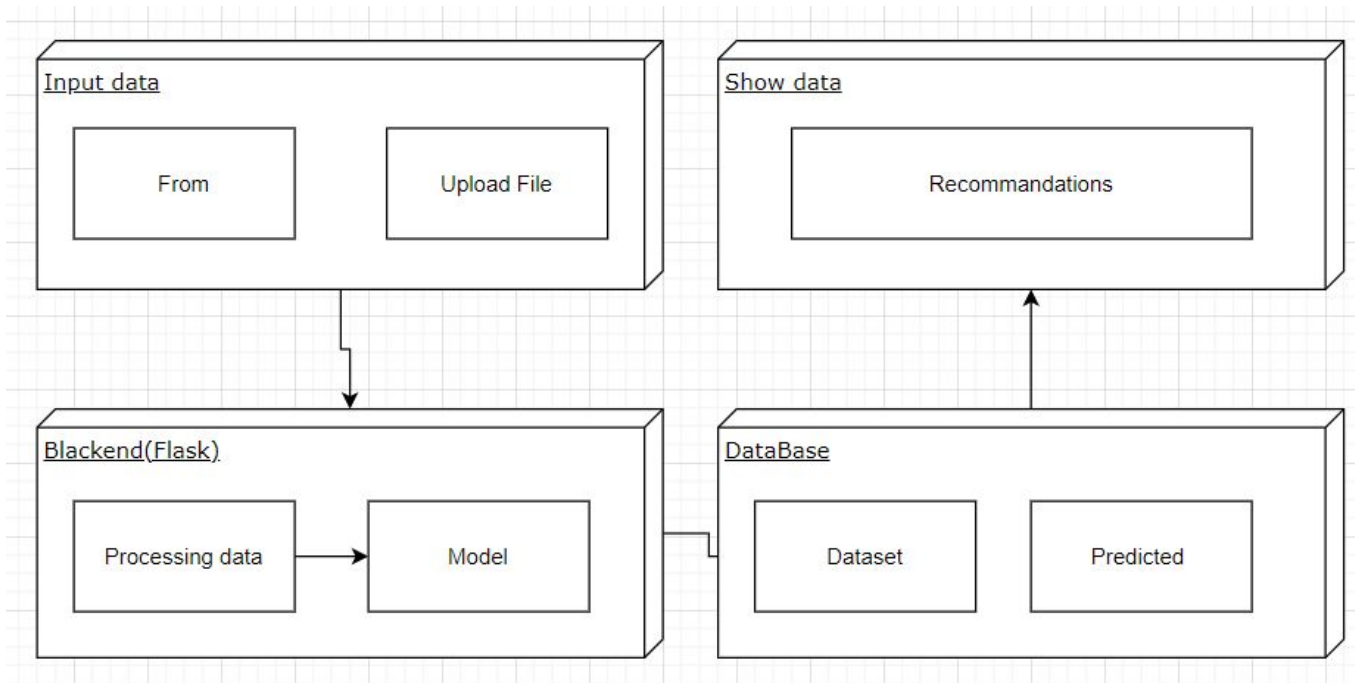 Input data
From
Upload File
Show data
Recommandations
Blackend(Flask)
Processing data
Model
DataBase
Dataset
Predicted